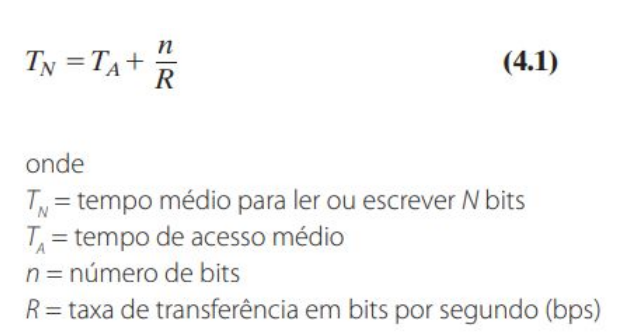 T_N = T_A + n/R (4.1)
onde
T_N = tempo médio para ler ou escrever N bits
T_A = tempo de acesso médio
n = número de bits
R = taxa de transferência em bits por segundo (bps)